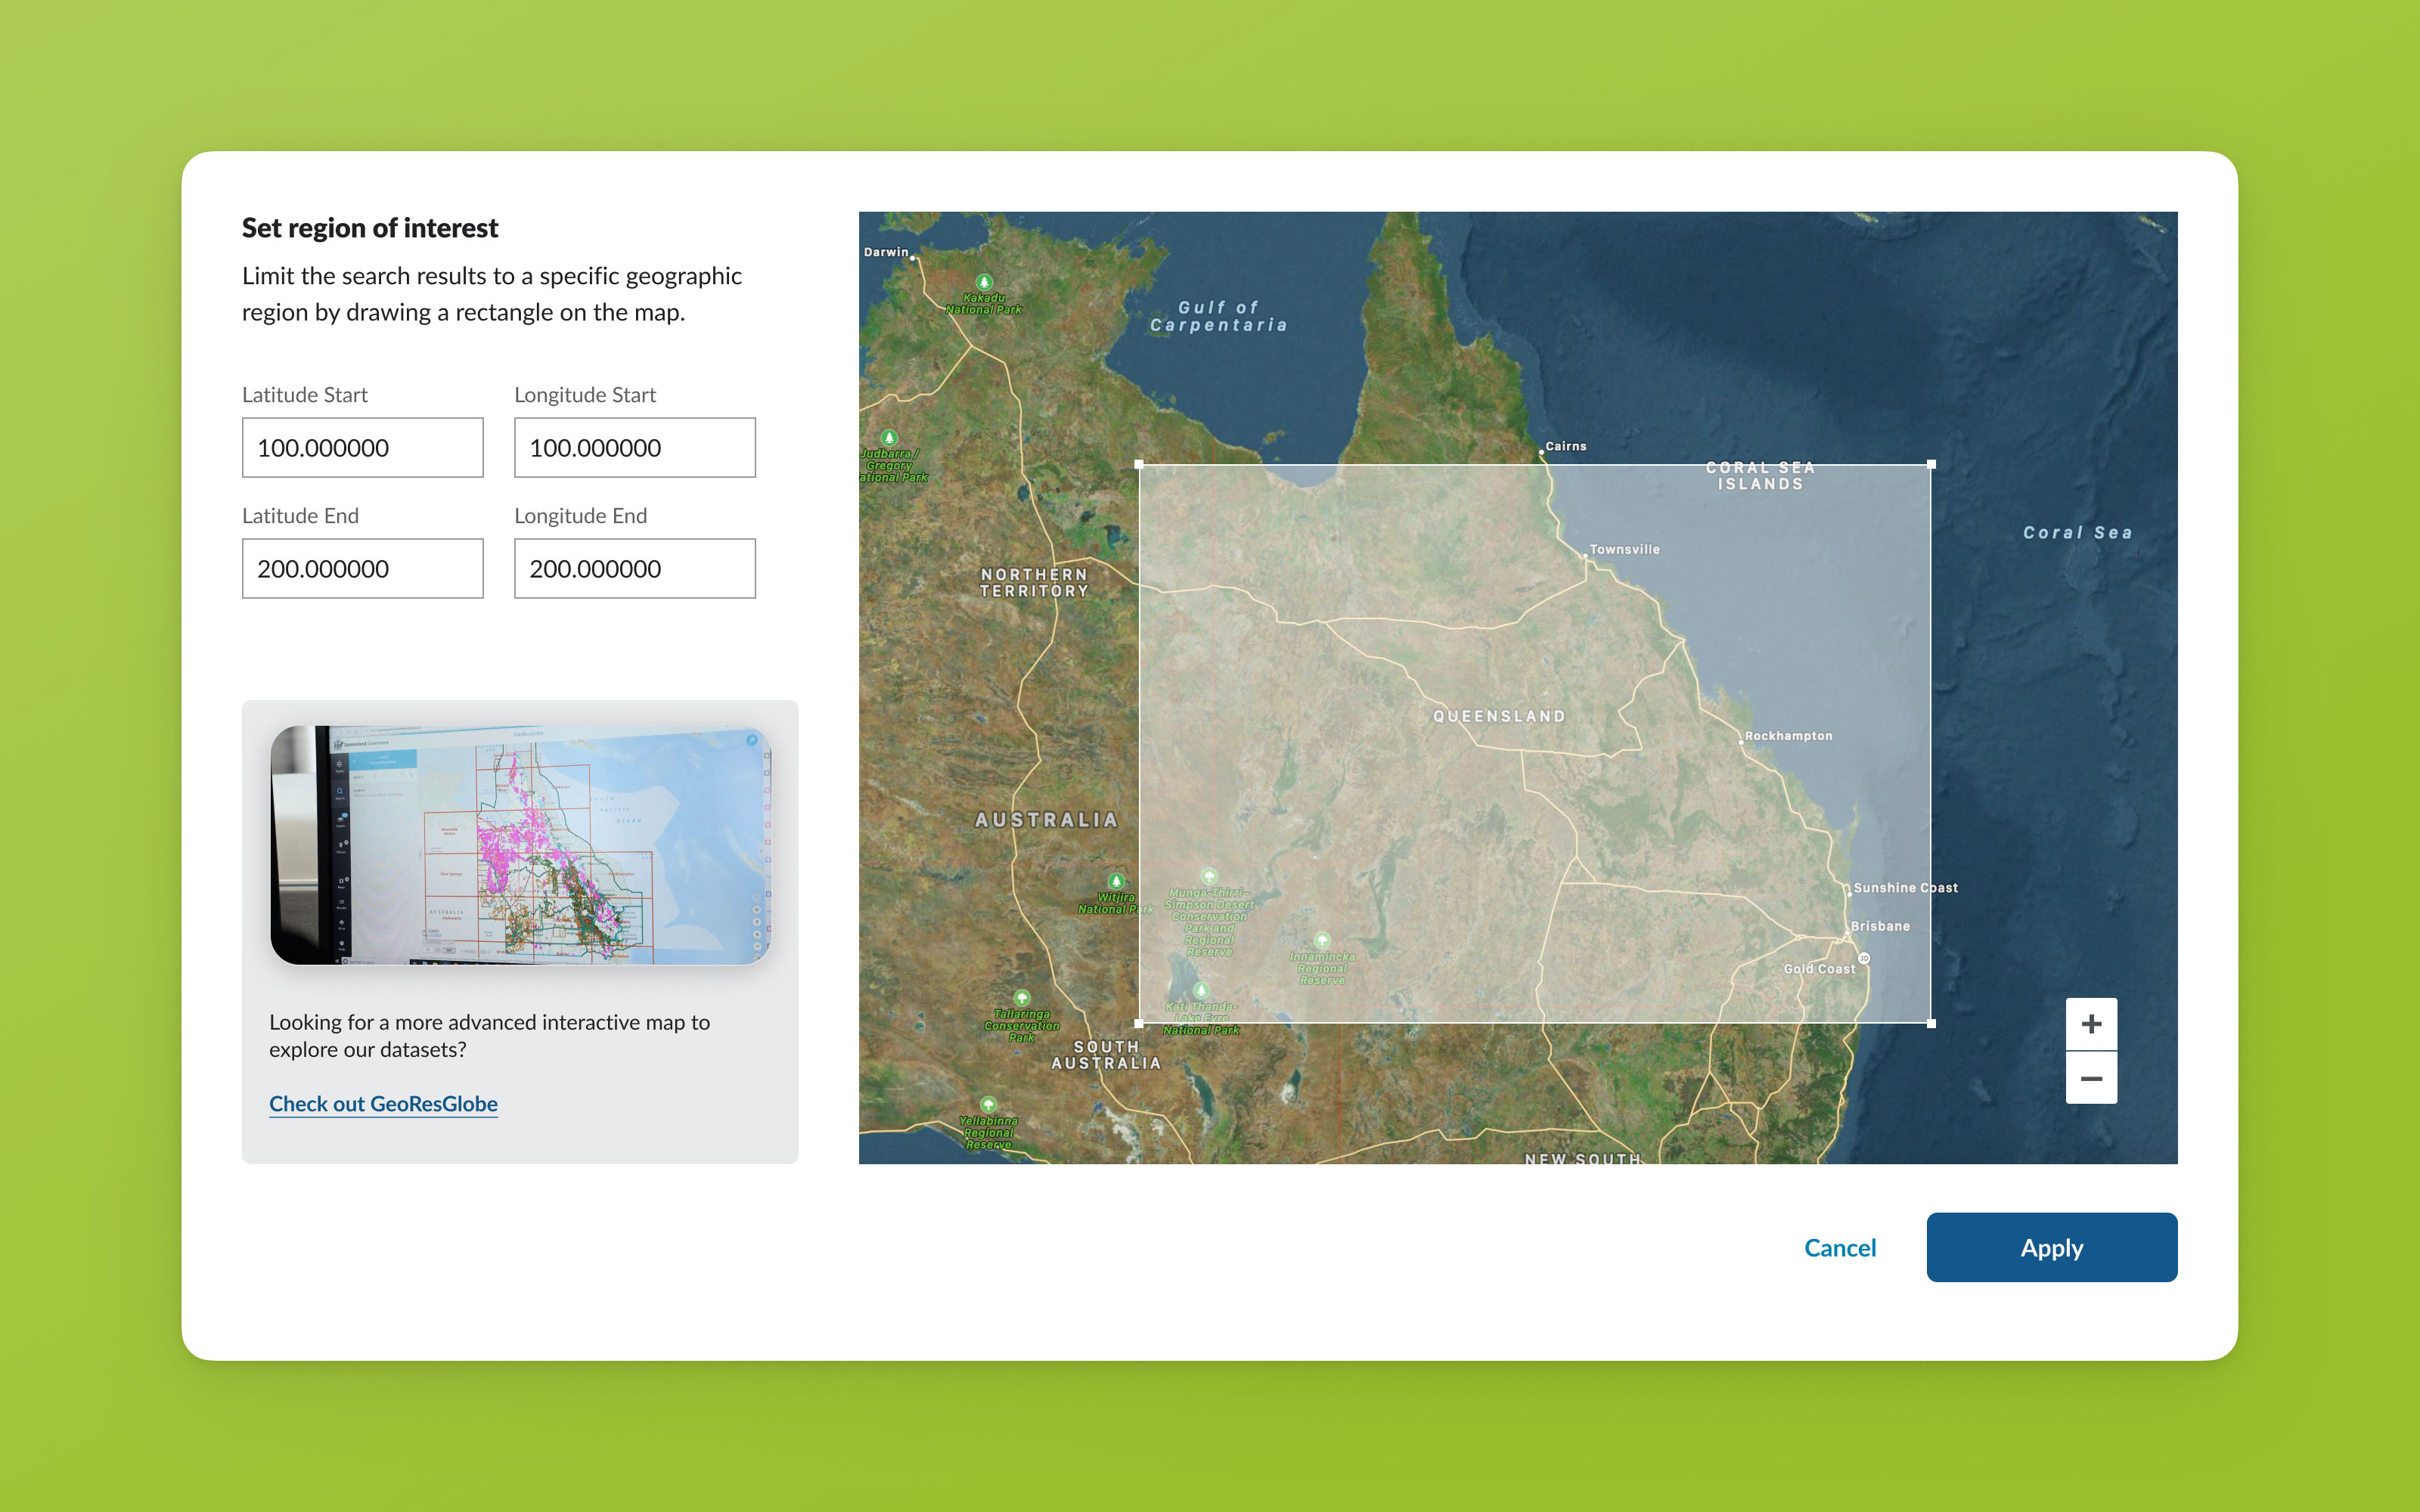 Set region of interest
Limit the search results to a specific geographic
region by drawing a rectangle on the map.
Latitude Start
Longitude Start
100.000000
100.000000
Latitude End
Longitude End
200.000000
200.000000
Looking for a more advanced interactive map to
explore our datasets?
Check out GeoResGlobe
Darwin
Kakadu
National Park
Gulf of
Carpentaria
Judbarra /
Gregory
ational Park
Cairns
CORAL SEA
ISLANDS
Coral Sea
Townsville
NORTHERN
TERRITORY
QUEENSLAND
Rockhampton
AUSTRALIA
Witjira
National Park
Munga-Thirri–
Simpson Desert
Conservation
Park and
Regional
Reserve
Sunshine Coast
Brisbane
Innamincka
Regional
Reserve
Gold Coast
3D
Kati Thanda-
Lake Eyre
National Park
Tallaringa
Conservation
Park
SOUTH
AUSTRALIA
Yellabinna
Regional
Reserve
NEW SOUTH
+
−
Cancel
Apply